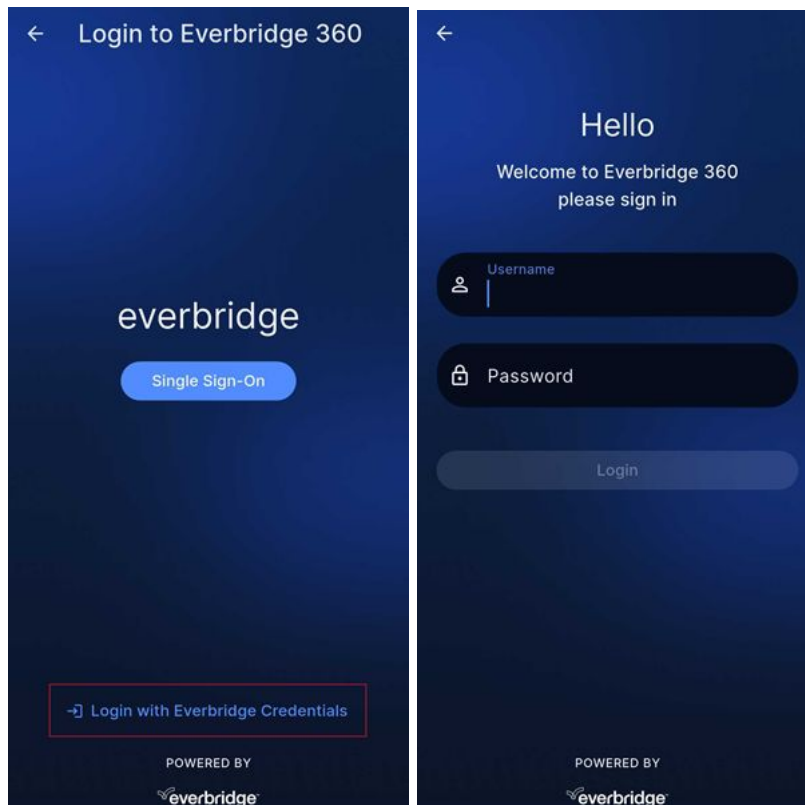 Login to Everbridge 360
everbridge
Single Sign-On
Login with Everbridge Credentials
POWERED BY
everbridge
Hello
Welcome to Everbridge 360
please sign in
Username
Password
Login
POWERED BY
everbridge